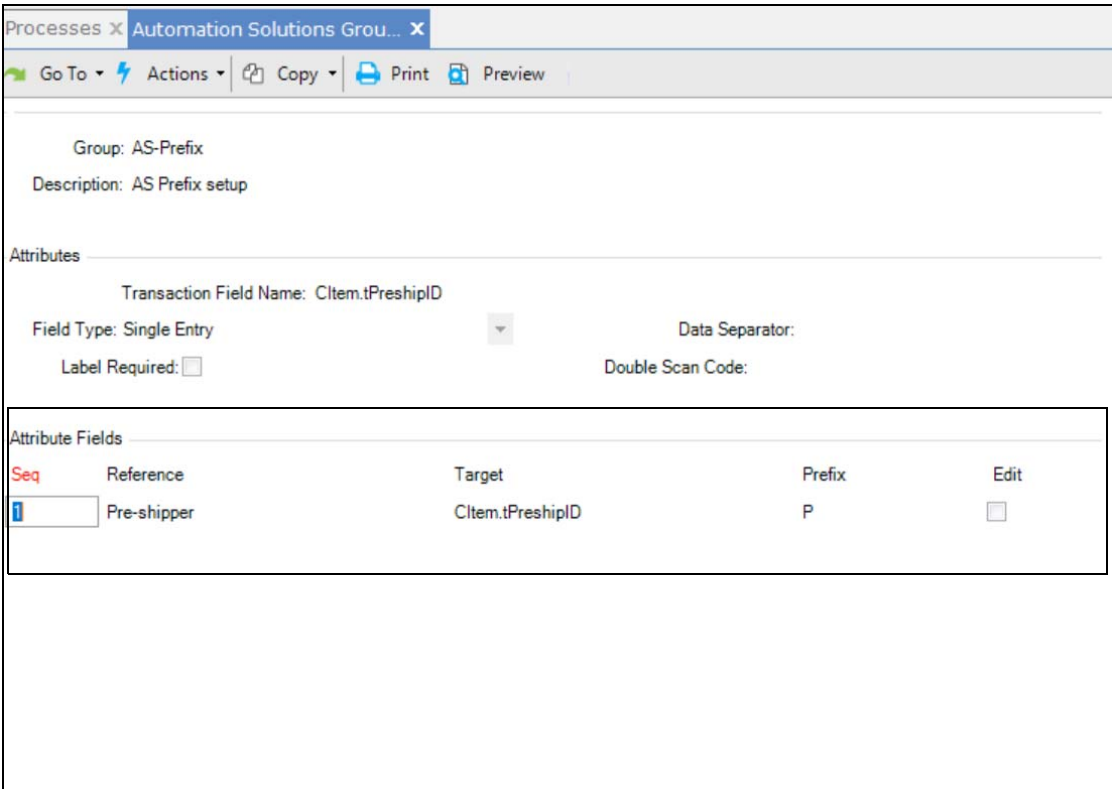 Processes X Automation Solutions Grou... X
Go To Actions Copy Print Preview
Group: AS-Prefix
Description: AS Prefix setup
Attributes
Transaction Field Name: CItem.tPreshipID
Field Type: Single Entry Data Separator:
Label Required: Double Scan Code:
Attribute Fields
Seq Reference Target Prefix Edit
1 Pre-shipper CItem.tPreshipID P